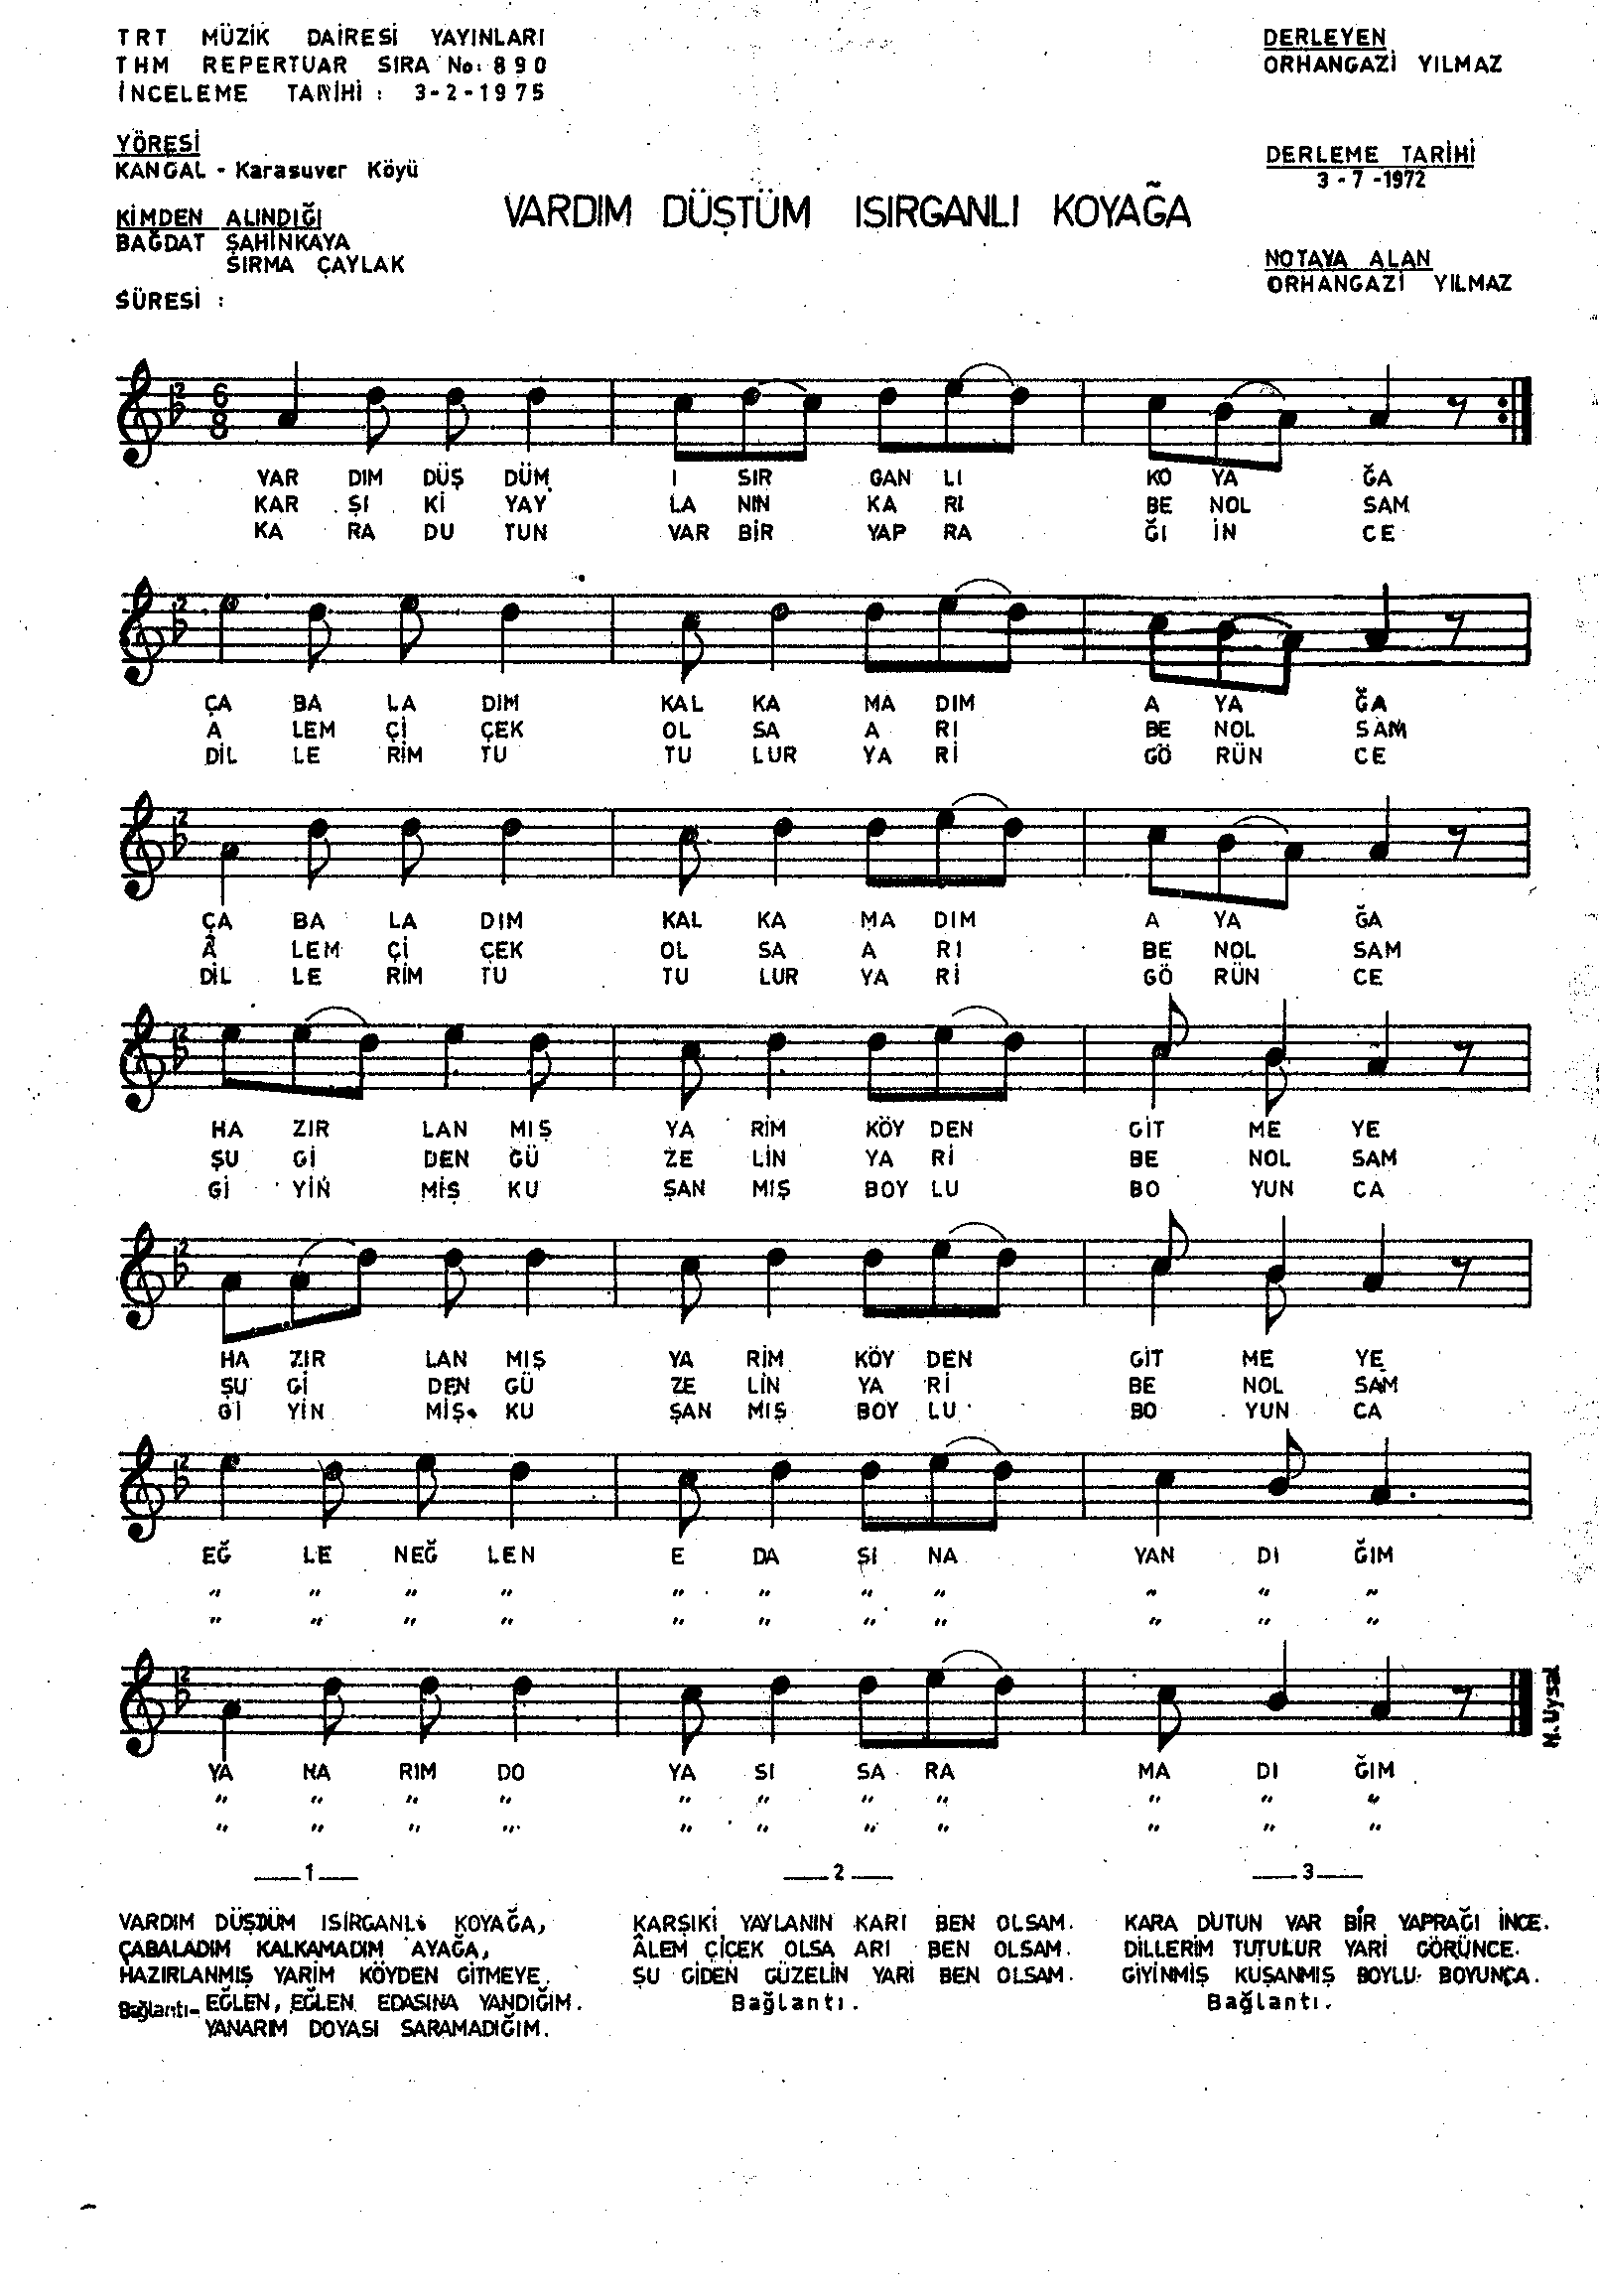 TRT MÜZİK DAİRESİ YAYINLARI
THM REPERTUAR SIRA No: 890
İNCELEME TARİHİ : 3-2-1975
DERLEYEN
ORHANGAZİ YILMAZ
YÖRESİ
KANGAL - Karasuver Köyü
DERLEME TARİHİ
3-7-1972
KİMDEN ALINDIĞI
BAĞDAT ŞAHİNKAYA
SIRMA ÇAYLAK
VARDIM DÜŞTÜM ISIRGANLI KOYAĞA
NOTAYA ALAN
ORHANGAZİ YILMAZ
SÜRESİ :
2
6
8
VAR DIM DÜŞ DÜM I SIR GAN LI KO YA ĞA
KAR ŞI Kİ YAY LA NIN KA RI BE NOL SAM
KA RA DU TUN VAR BİR YAP RA ĞI İN CE
2
ÇA BA LA DIM KAL KA MA DIM A YA ĞA
A LEM Çİ ÇEK OL SA A RI BE NOL SAM
DİL LE RİM TU TU LUR YA Rİ GÖ RÜN CE
2
ÇA BA LA DIM KAL KA MA DIM A YA ĞA
Â LEM Çİ ÇEK OL SA A RI BE NOL SAM
DİL LE RİM TU TU LUR YA Rİ GÖ RÜN CE
2
HA ZIR LAN MIŞ YA RİM KÖY DEN GİT ME YE
ŞU Gİ DEN GÜ ZE LİN YA Rİ BE NOL SAM
Gİ YİN MİŞ KU ŞAN MIŞ BOY LU BO YUN CA
2
HA ZIR LAN MIŞ YA RİM KÖY DEN GİT ME YE
ŞU Gİ DEN GÜ ZE LİN YA Rİ BE NOL SAM
Gİ YİN MİŞ KU ŞAN MIŞ BOY LU BO YUN CA
2
EĞ LE NEĞ LEN E DA SI NA YAN DI ĞIM
" " " " " " " " " " "
" " " " " " " " " " "
2
YA NA RIM DO YA SI SA RA MA DI ĞIM
" " " " " " " " " " "
" " " " " " " " " " "
N. Uysal
—1—
VARDIM DÜŞDÜM ISİRGANLI KOYAĞA,
ÇABALADIM KALKAMADIM AYAĞA,
HAZIRLANMIŞ YARİM KÖYDEN GİTMEYE.
Bağlantı- EĞLEN, EĞLEN EDASINA YANDIĞIM.
YANARIM DOYASI SARAMADIĞIM.
—2—
KARŞIKİ YAYLANIN KARI BEN OLSAM.
ÂLEM ÇİÇEK OLSA ARI BEN OLSAM.
ŞU GİDEN GÜZELİN YARİ BEN OLSAM.
Bağlantı.
—3—
KARA DUTUN VAR BİR YAPRAĞI İNCE.
DİLLERİM TUTULUR YARİ GÖRÜNCE.
GİYİNMİŞ KUŞANMIŞ BOYLU BOYUNÇA.
Bağlantı.